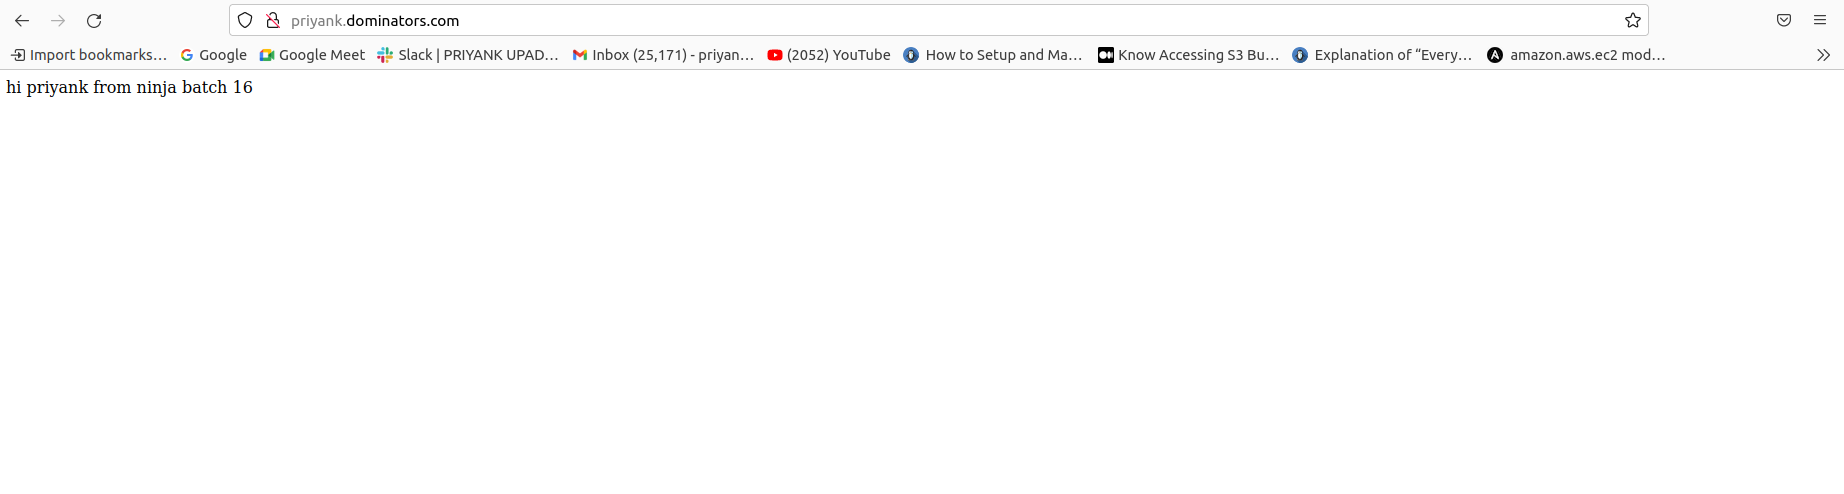 priyank.dominators.com
Import bookmarks… Google Google Meet Slack | PRIYANK UPAD… Inbox (25,171) - priyan… (2052) YouTube How to Setup and Ma… Know Accessing S3 Bu… Explanation of “Every… amazon.aws.ec2 mod…
hi priyank from ninja batch 16